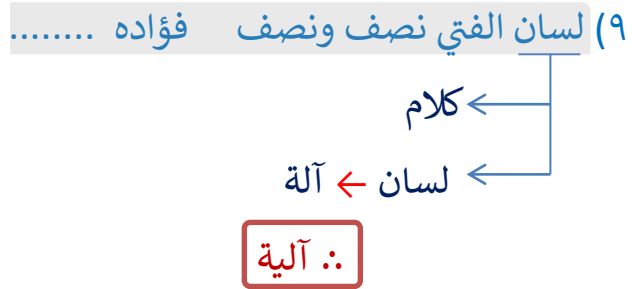 ٩) لسان الفتي نصف ونصف فؤاده ........
كلام
لسان ← آلة
∴ آلية